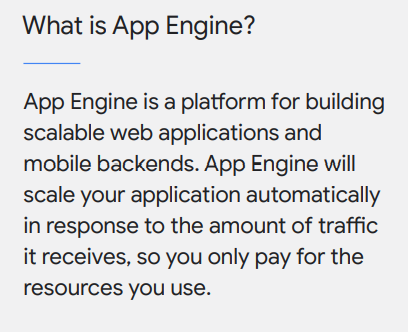 What is App Engine?
App Engine is a platform for building
scalable web applications and
mobile backends. App Engine will
scale your application automatically
in response to the amount of traffic
it receives, so you only pay for the
resources you use.